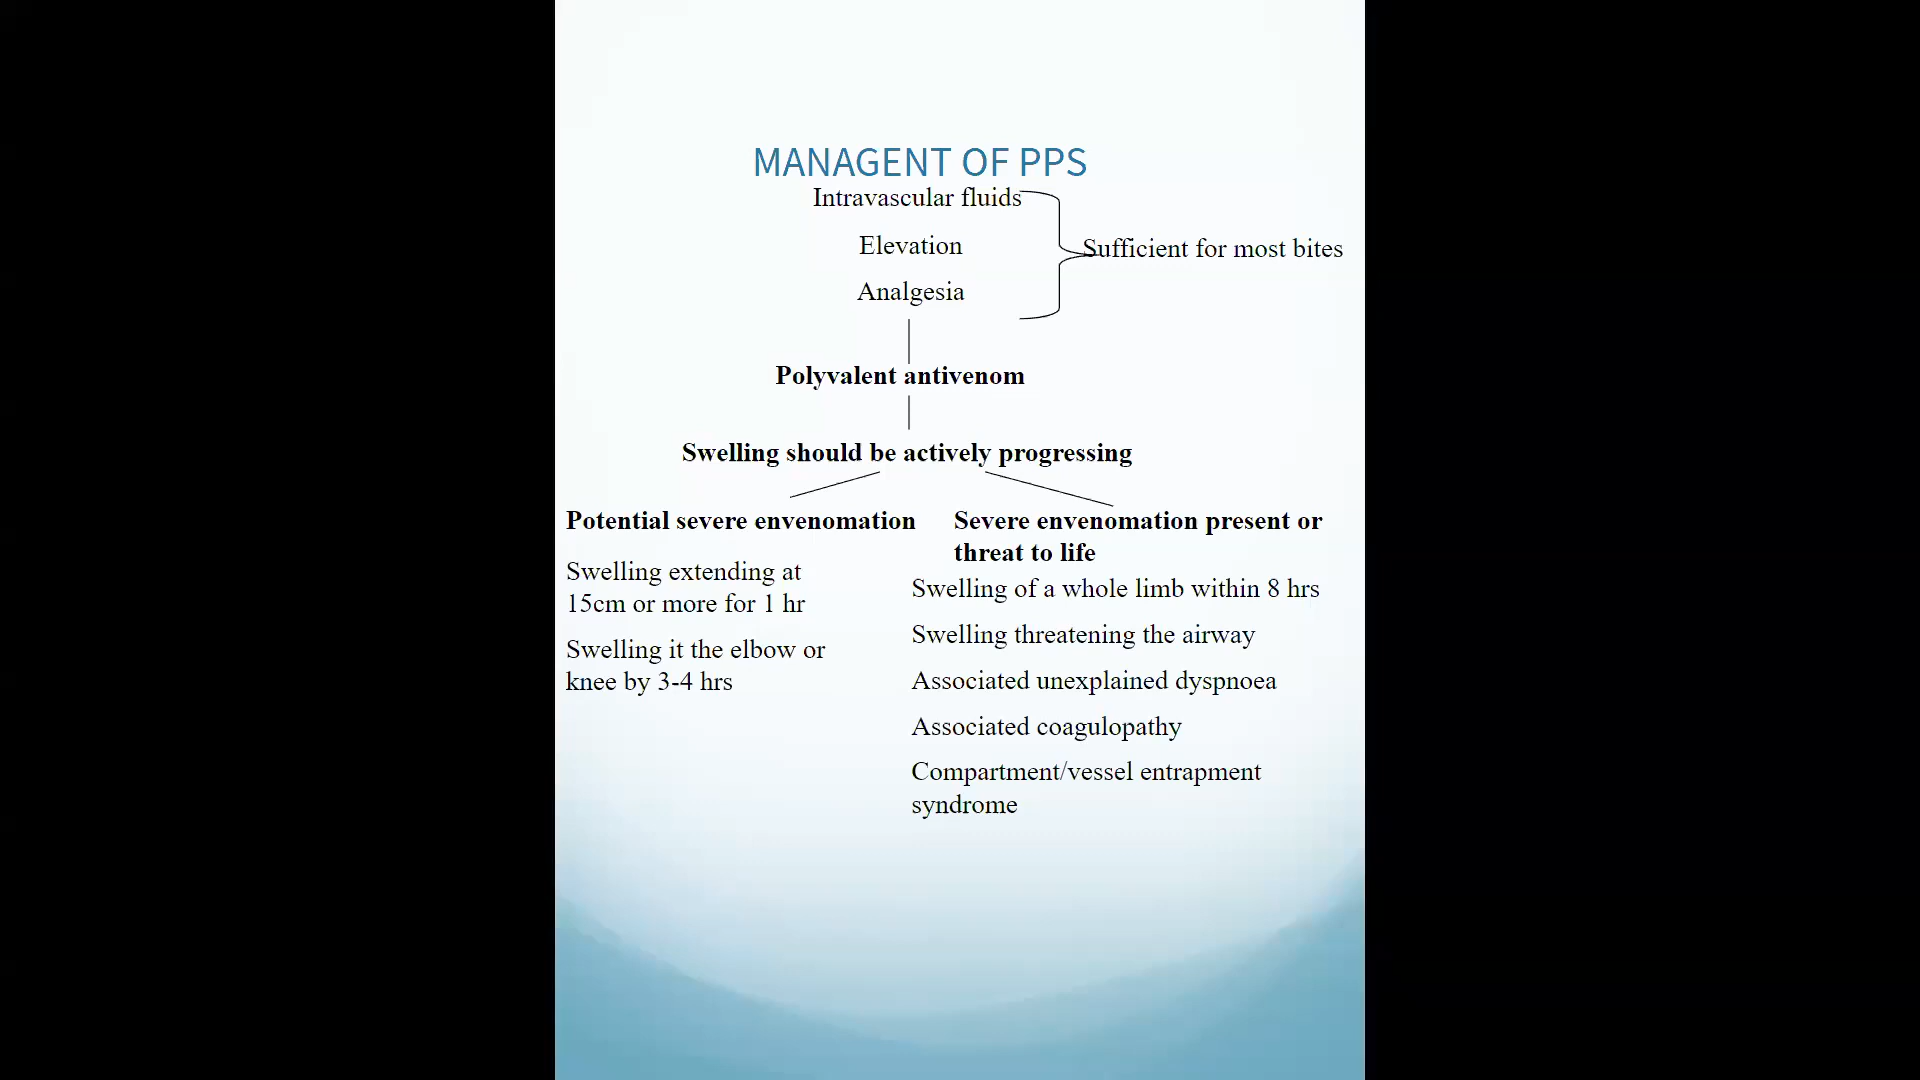 MANAGENT OF PPS
Intravascular fluids
Elevation
Sufficient for most bites
Analgesia
Polyvalent antivenom
Swelling should be actively progressing
Potential severe envenomation
Swelling extending at
15cm or more for 1 hr
Swelling it the elbow or
knee by 3-4 hrs
Severe envenomation present or
threat to life
Swelling of a whole limb within 8 hrs
Swelling threatening the airway
Associated unexplained dyspnoea
Associated coagulopathy
Compartment/vessel entrapment
syndrome